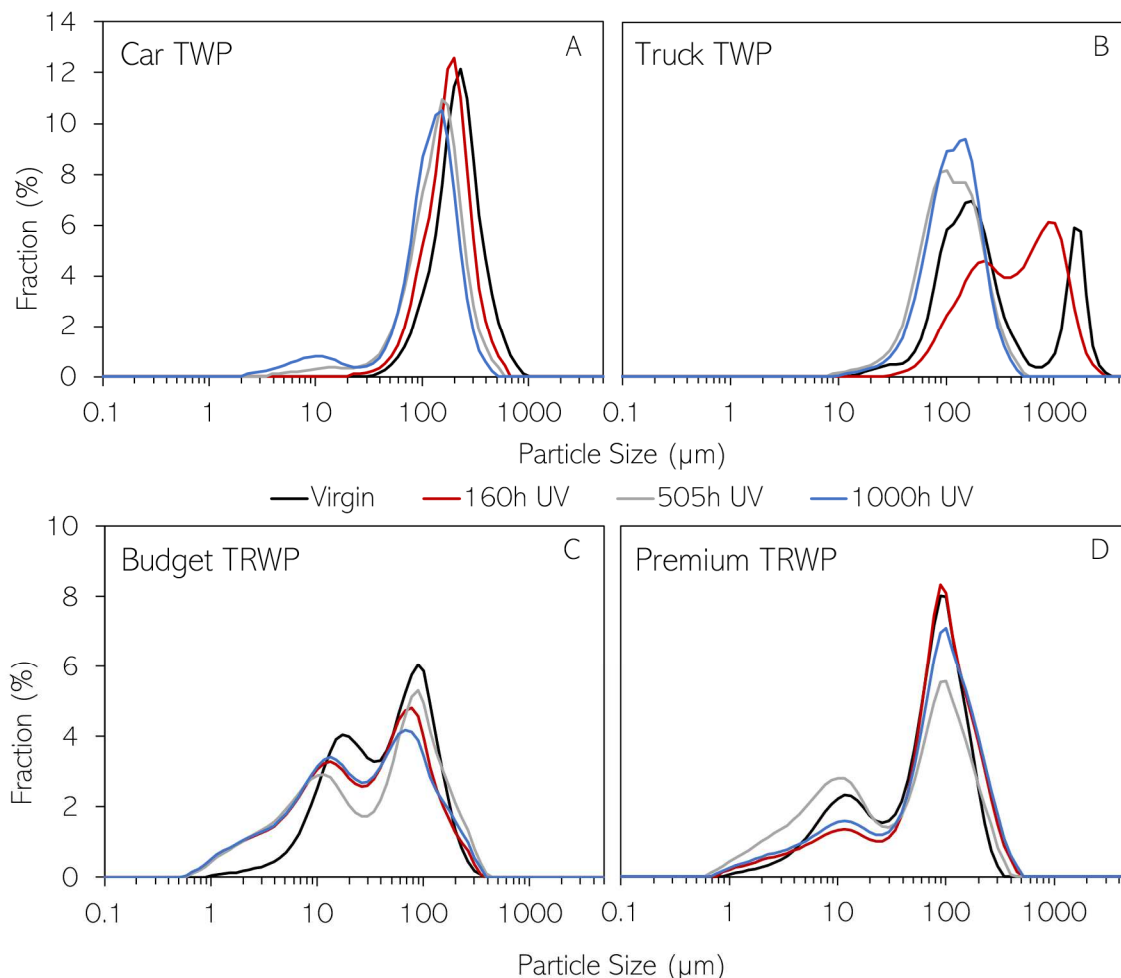 14
12
10
8
6
4
2
0
Fraction (%)
Car TWP
A
0.1 1 10 100 1000
Truck TWP
B
0.1 1 10 100 1000
Particle Size (µm)
Virgin 160h UV 505h UV 1000h UV
10
8
6
4
2
0
Fraction (%)
Budget TRWP
C
0.1 1 10 100 1000
Premium TRWP
D
0.1 1 10 100 1000
Particle Size (µm)